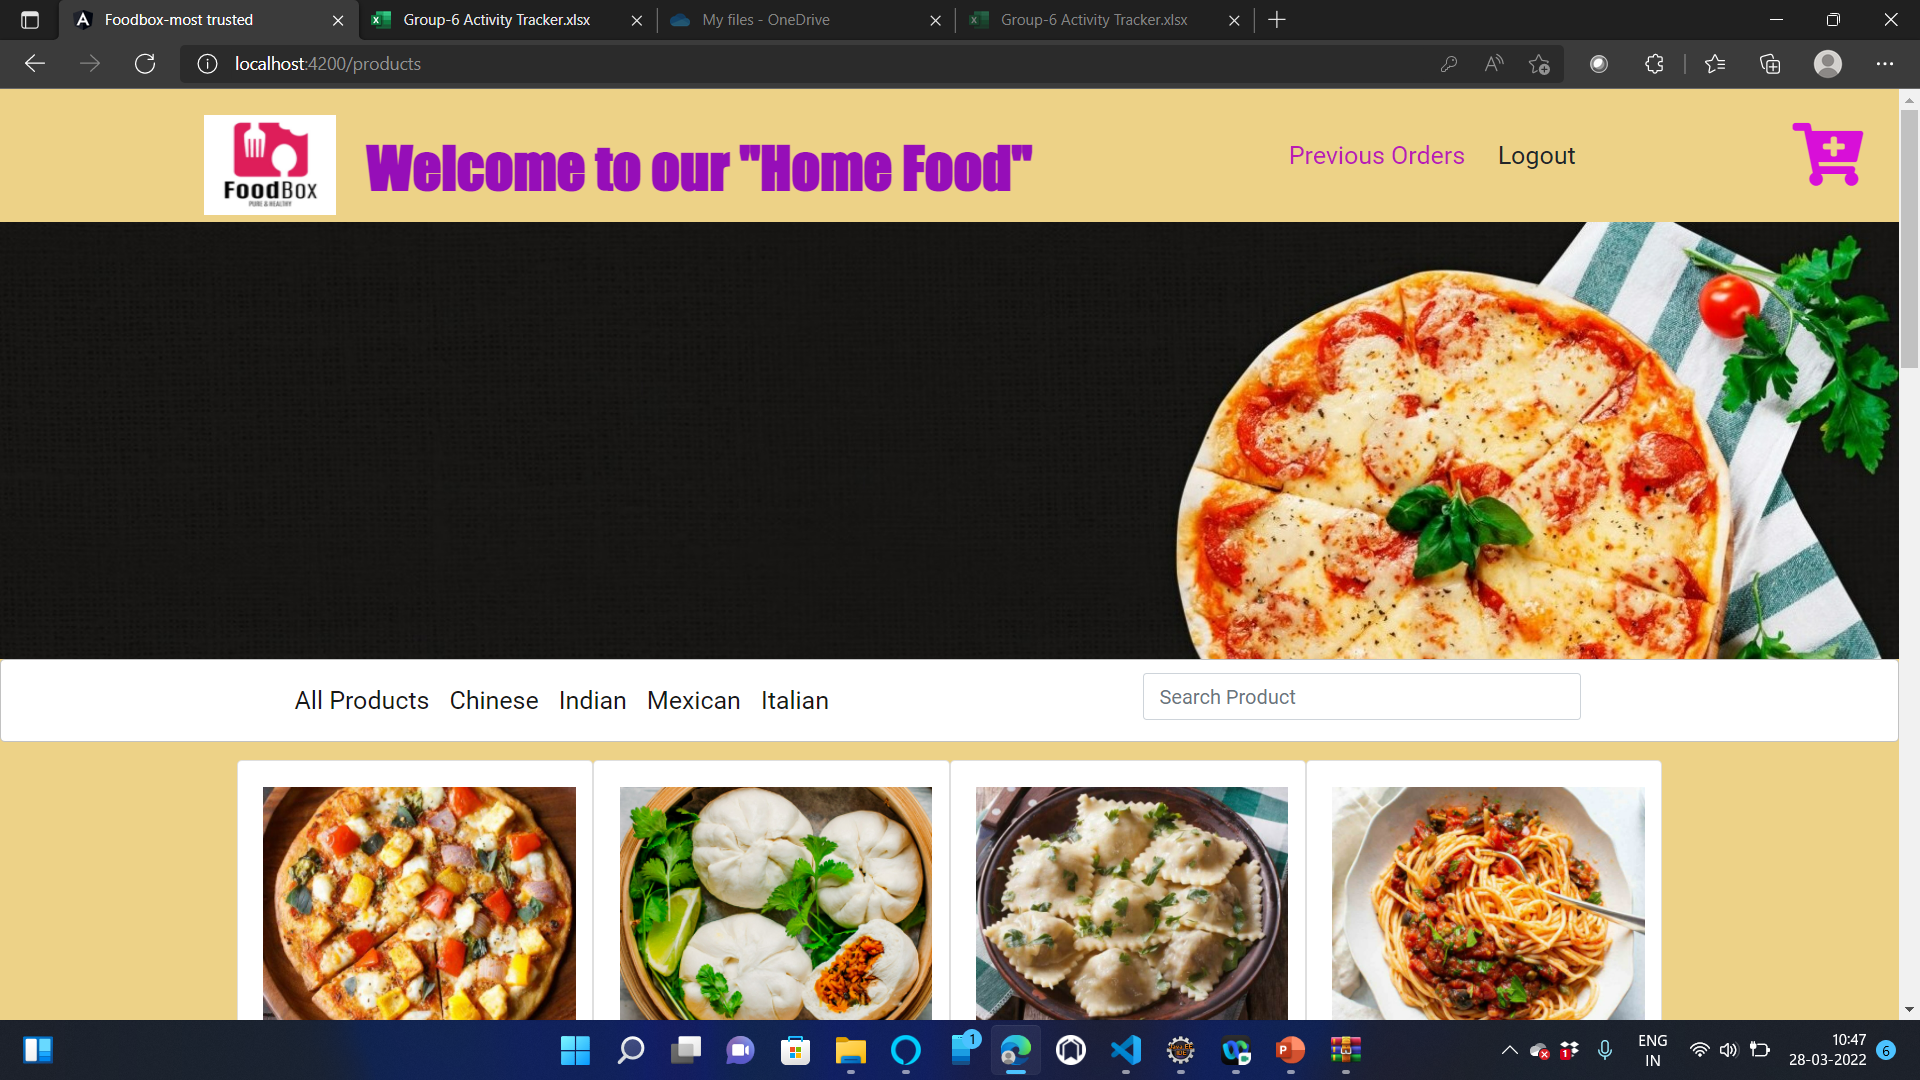 Foodbox-most trusted
Group-6 Activity Tracker.xlsx
My files - OneDrive
Group-6 Activity Tracker.xlsx
localhost:4200/products
FOODBOX
PURE & HEALTHY
Welcome to our "Home Food"
Previous Orders
Logout
All Products Chinese Indian Mexican Italian
Search Product
1
P
1
ENG
IN
10:47
28-03-2022
6